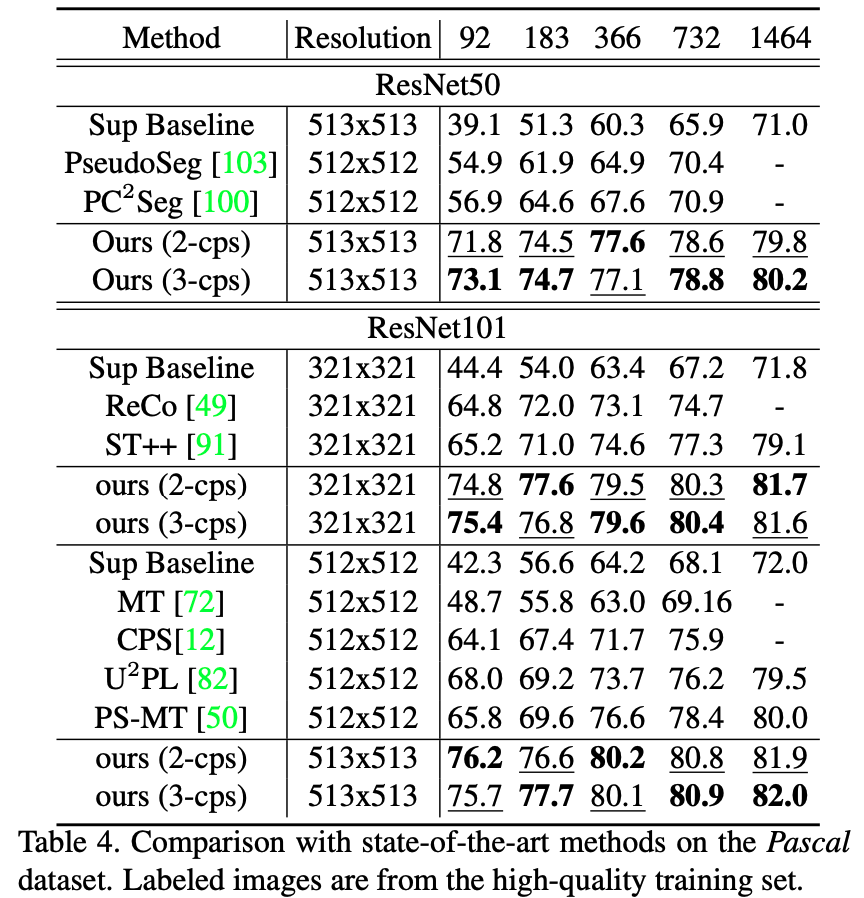 Method Resolution 92 183 366 732 1464
ResNet50
Sup Baseline 513x513 39.1 51.3 60.3 65.9 71.0
PseudoSeg [103] 512x512 54.9 61.9 64.9 70.4 -
PC²Seg [100] 512x512 56.9 64.6 67.6 70.9 -
Ours (2-cps) 513x513 71.8 74.5 77.6 78.6 79.8
Ours (3-cps) 513x513 73.1 74.7 77.1 78.8 80.2
ResNet101
Sup Baseline 321x321 44.4 54.0 63.4 67.2 71.8
ReCo [49] 321x321 64.8 72.0 73.1 74.7 -
ST++ [91] 321x321 65.2 71.0 74.6 77.3 79.1
ours (2-cps) 321x321 74.8 77.6 79.5 80.3 81.7
ours (3-cps) 321x321 75.4 76.8 79.6 80.4 81.6
Sup Baseline 512x512 42.3 56.6 64.2 68.1 72.0
MT [72] 512x512 48.7 55.8 63.0 69.16 -
CPS[12] 512x512 64.1 67.4 71.7 75.9 -
U²PL [82] 512x512 68.0 69.2 73.7 76.2 79.5
PS-MT [50] 512x512 65.8 69.6 76.6 78.4 80.0
ours (2-cps) 513x513 76.2 76.6 80.2 80.8 81.9
ours (3-cps) 513x513 75.7 77.7 80.1 80.9 82.0
Table 4. Comparison with state-of-the-art methods on the Pascal
dataset. Labeled images are from the high-quality training set.